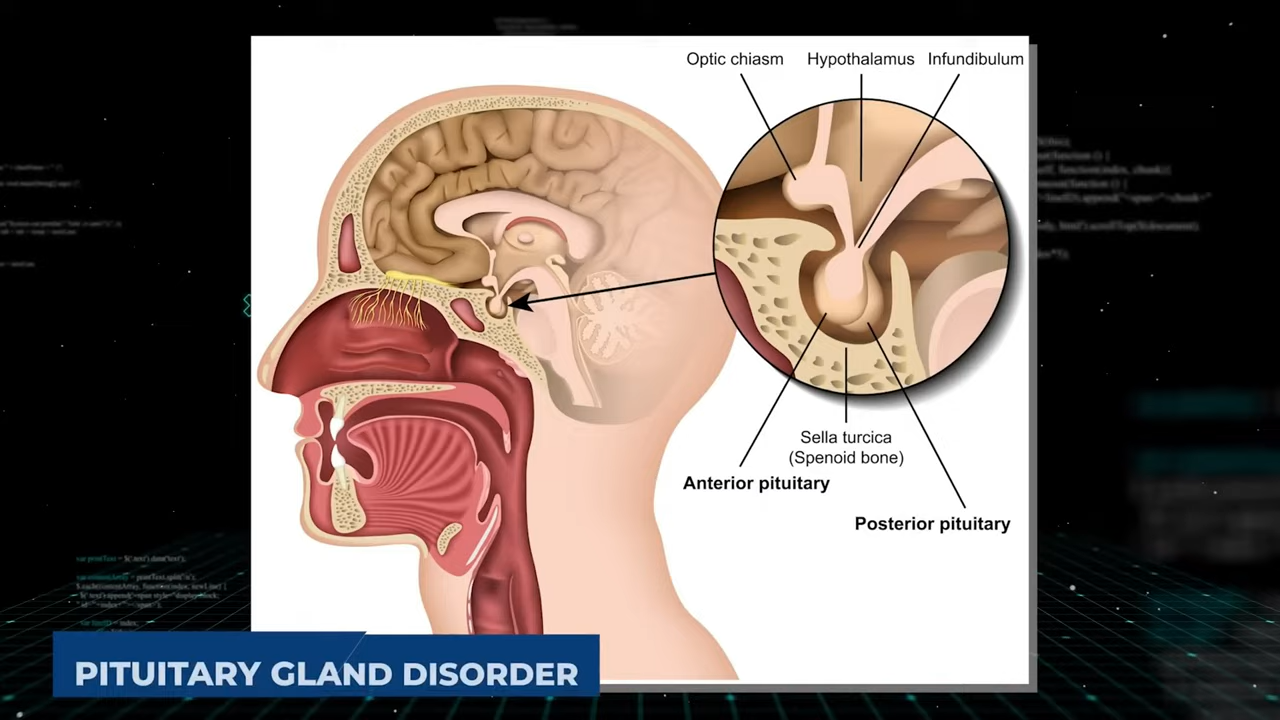 Optic chiasm
Hypothalamus
Infundibulum
Sella turcica
(Spenoid bone)
Anterior pituitary
Posterior pituitary
PITUITARY GLAND DISORDER